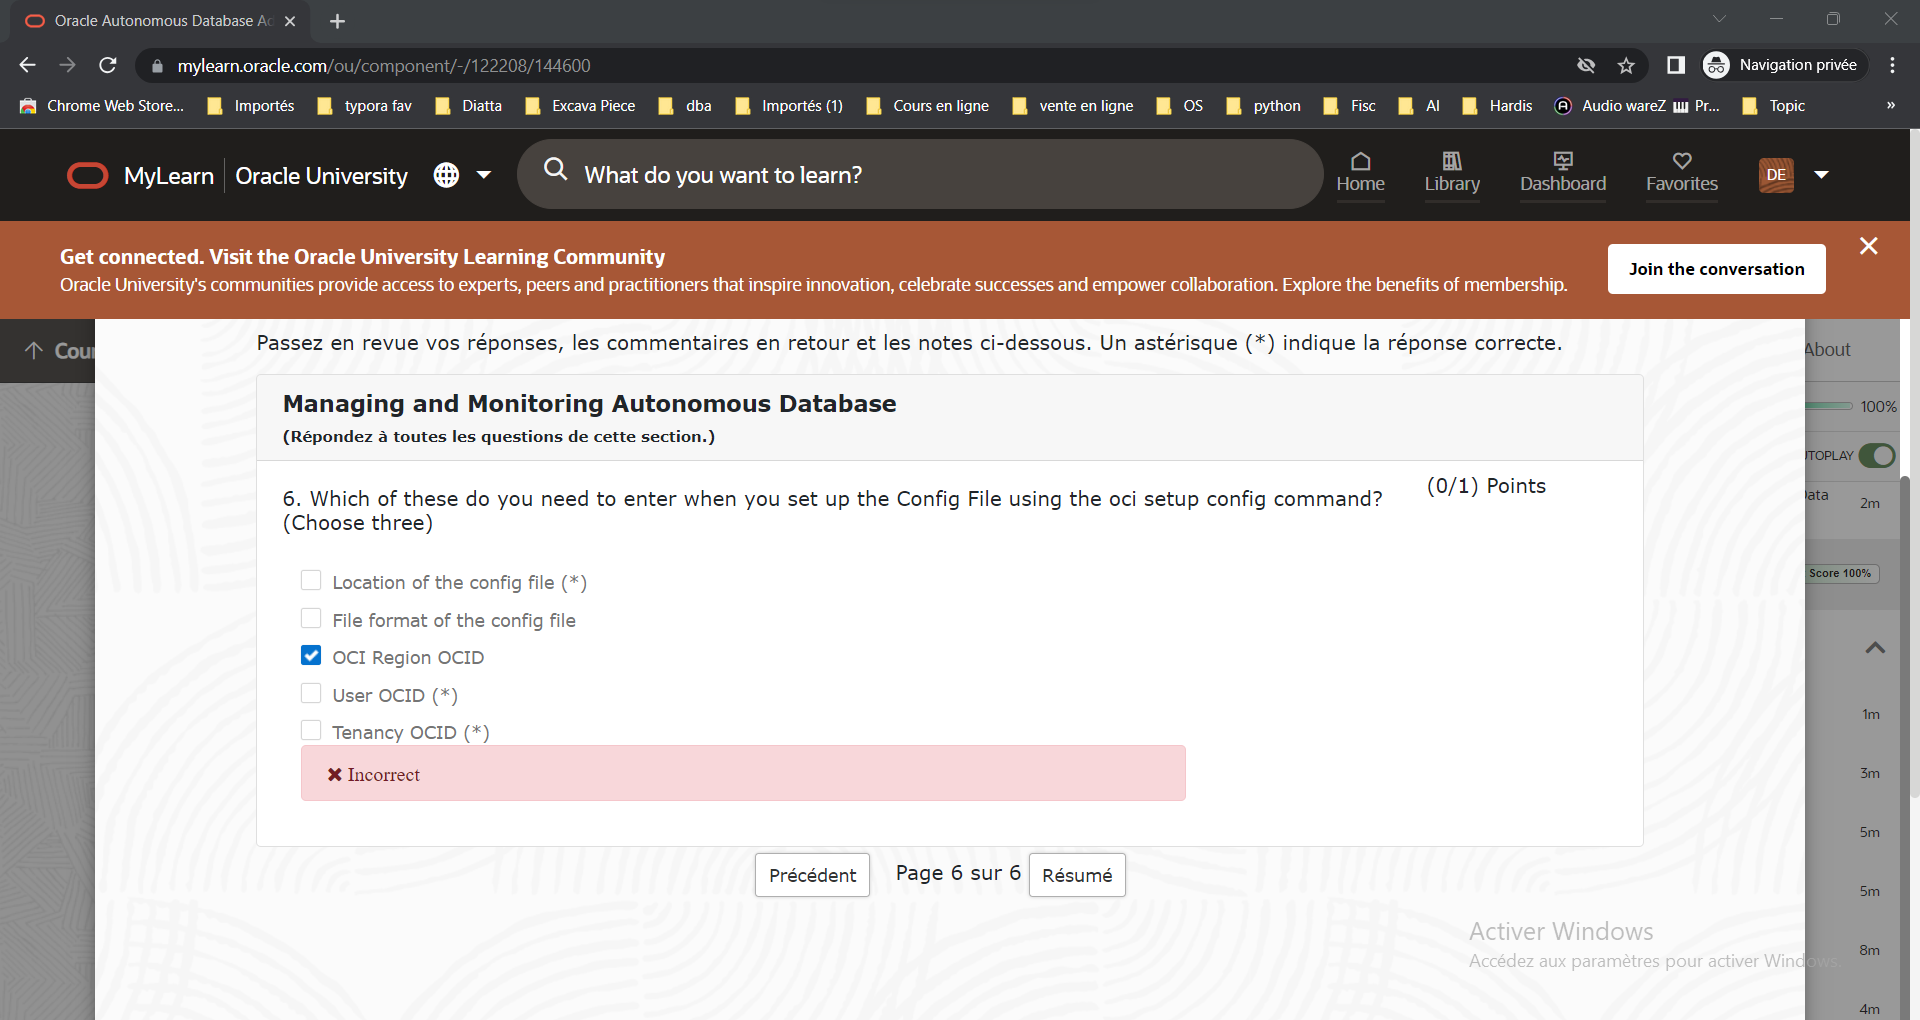 Oracle Autonomous Database Ad
mylearn.oracle.com/ou/component/-/122208/144600
Navigation privée
Chrome Web Store...
Importés
typora fav
Diatta
Excava Piece
dba
Importés (1)
Cours en ligne
vente en ligne
OS
python
Fisc
AI
Hardis
Audio wareZ
Pr...
Topic
»
MyLearn
Oracle University
What do you want to learn?
Home
Library
Dashboard
Favorites
DE
Get connected. Visit the Oracle University Learning Community
Oracle University's communities provide access to experts, peers and practitioners that inspire innovation, celebrate successes and empower collaboration. Explore the benefits of membership.
Join the conversation
Cour
About
Passez en revue vos réponses, les commentaires en retour et les notes ci-dessous. Un astérisque (*) indique la réponse correcte.
Managing and Monitoring Autonomous Database
(Répondez à toutes les questions de cette section.)
100%
UTOPLAY
6. Which of these do you need to enter when you set up the Config File using the oci setup config command?
(Choose three)
(0/1) Points
Data
2m
Location of the config file (*)
File format of the config file
OCI Region OCID
User OCID (*)
Tenancy OCID (*)
Incorrect
Score 100%
1m
3m
5m
5m
8m
4m
Précédent
Page 6 sur 6
Résumé
Activer Windows
Accédez aux paramètres pour activer Windows.